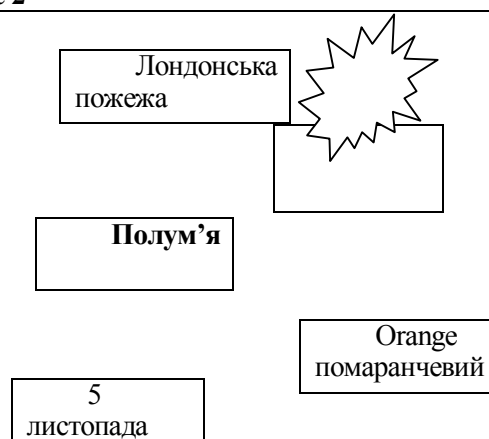 Лондонська
пожежа
Полум’я
Orange
помаранчевий
5
листопада